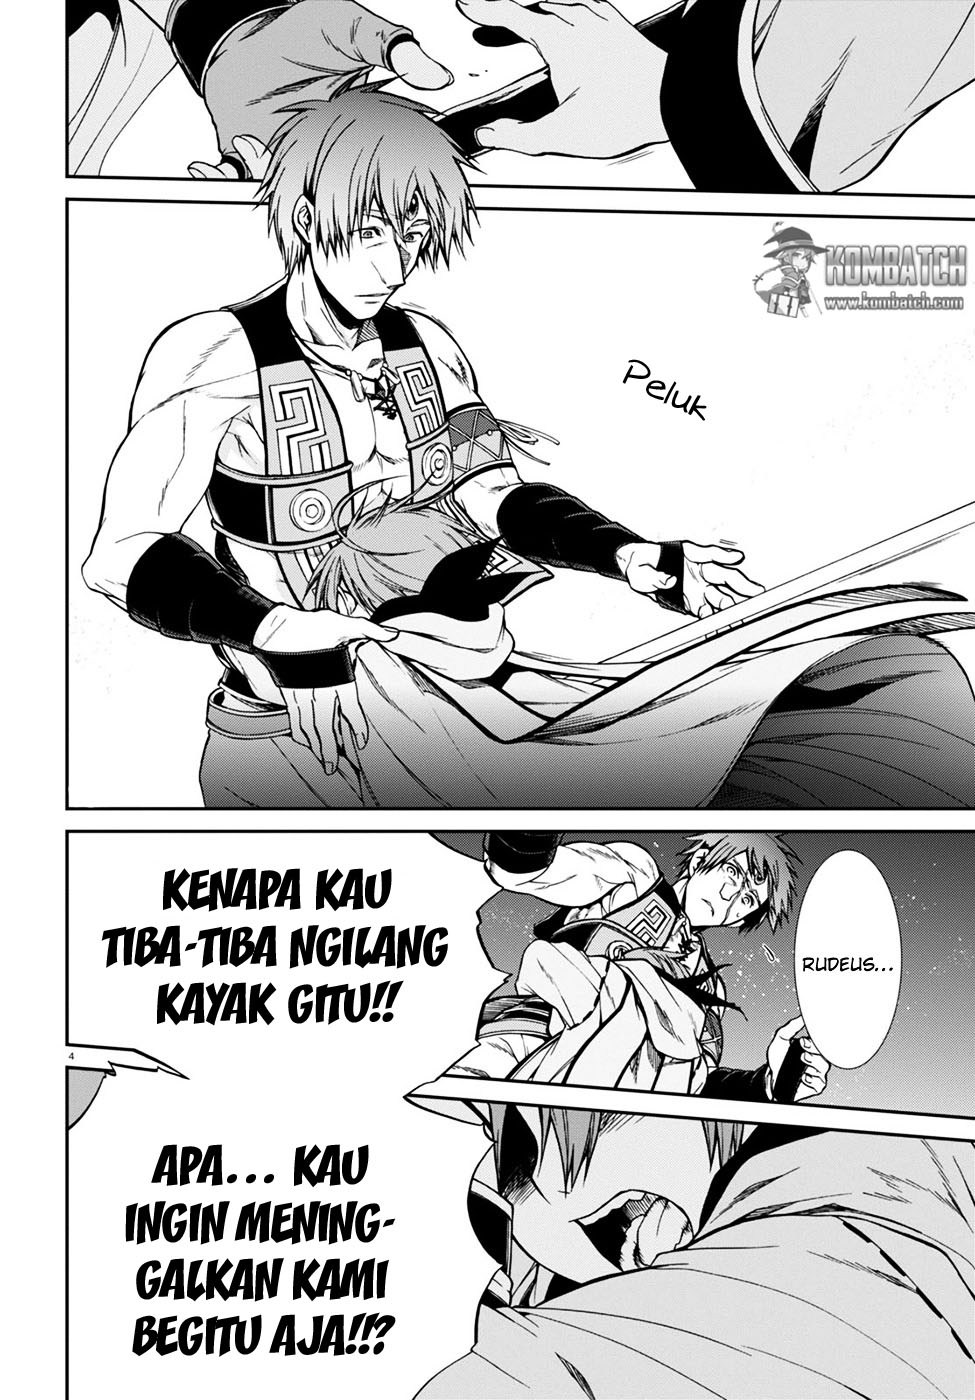 KOMBATCH
www.kombatch.com
Peluk
RUDEUS...
KENAPA KAU
TIBA-TIBA NGILANG
KAYAK GITU!!
4
APA... KAU
INGIN MENING-
GALKAN KAMI
BEGITU AJA!!?